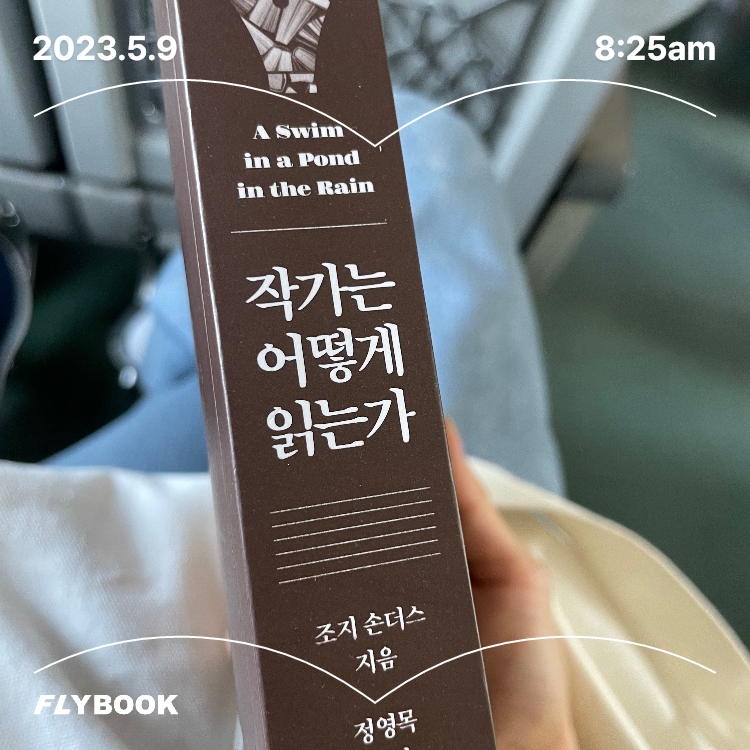 2023.5.9
8:25am
A Swim
in a Pond
in the Rain
작가는
어떻게
읽는가
조지 손더스
지음
정영목
FLYBOOK